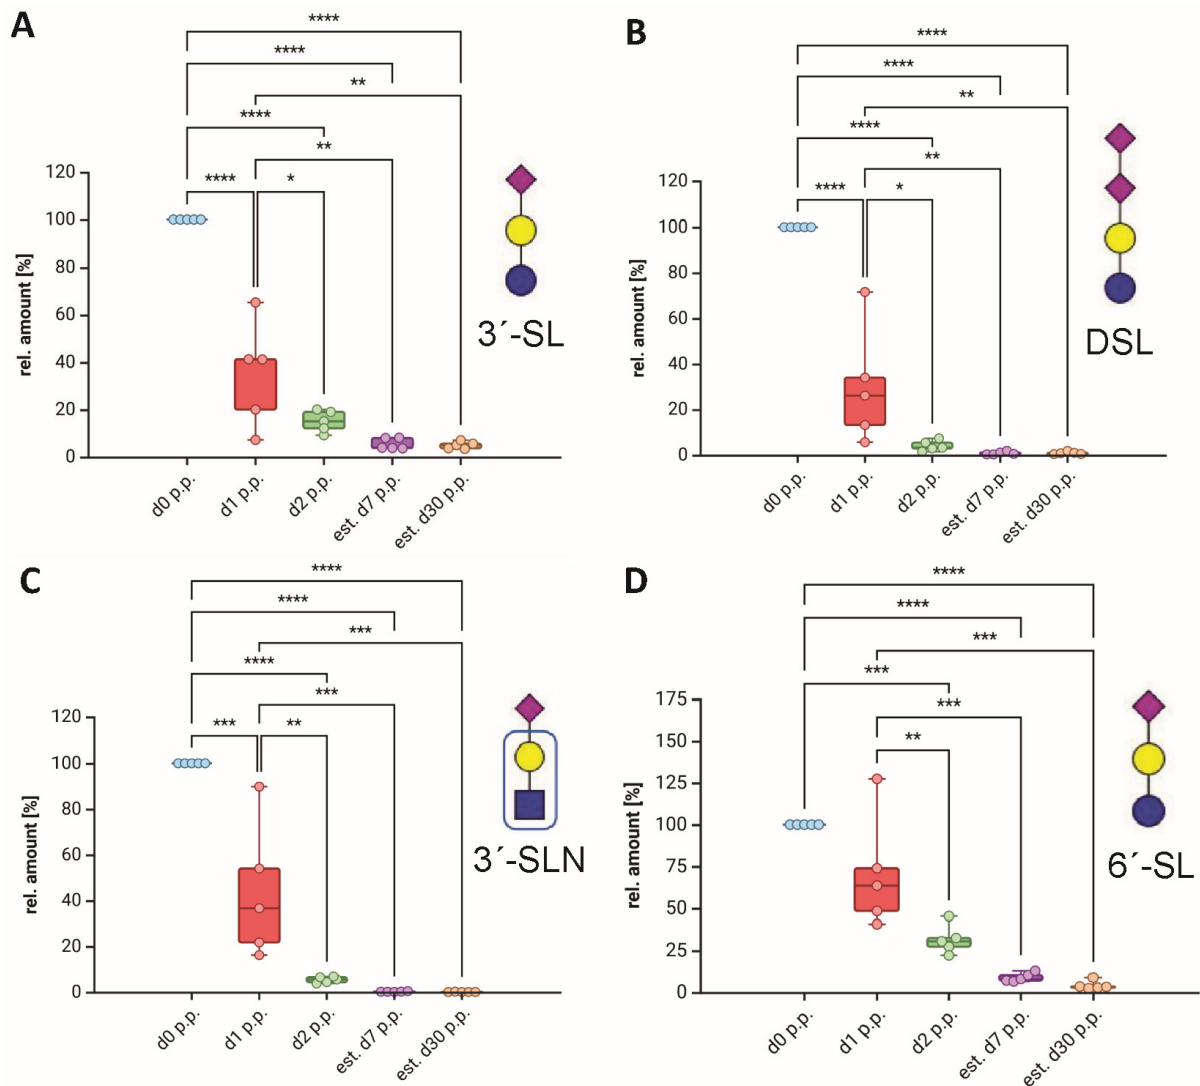 A
****
****
**
****
**
****
*
120
100
80
60
40
20
0
rel. amount [%]
d0 p.p.
d1 p.p.
d2 p.p.
est. d7 p.p.
est. d30 p.p.
3´-SL
B
****
****
**
****
**
****
*
120
100
80
60
40
20
0
rel. amount [%]
d0 p.p.
d1 p.p.
d2 p.p.
est. d7 p.p.
est. d30 p.p.
DSL
C
****
****
***
****
***
***
**
120
100
80
60
40
20
0
rel. amount [%]
d0 p.p.
d1 p.p.
d2 p.p.
est. d7 p.p.
est. d30 p.p.
3´-SLN
D
****
****
***
***
***
**
175
150
125
100
75
50
25
0
rel. amount [%]
d0 p.p.
d1 p.p.
d2 p.p.
est. d7 p.p.
est. d30 p.p.
6´-SL